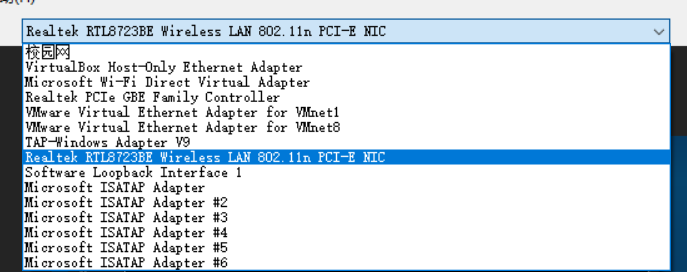 助(H)
Realtek RTL8723BE Wireless LAN 802.11n PCI-E NIC
校园网
VirtualBox Host-Only Ethernet Adapter
Microsoft Wi-Fi Direct Virtual Adapter
Realtek PCIe GBE Family Controller
VMware Virtual Ethernet Adapter for VMnet1
VMware Virtual Ethernet Adapter for VMnet8
TAP-Windows Adapter V9
Realtek RTL8723BE Wireless LAN 802.11n PCI-E NIC
Software Loopback Interface 1
Microsoft ISATAP Adapter
Microsoft ISATAP Adapter #2
Microsoft ISATAP Adapter #3
Microsoft ISATAP Adapter #4
Microsoft ISATAP Adapter #5
Microsoft ISATAP Adapter #6